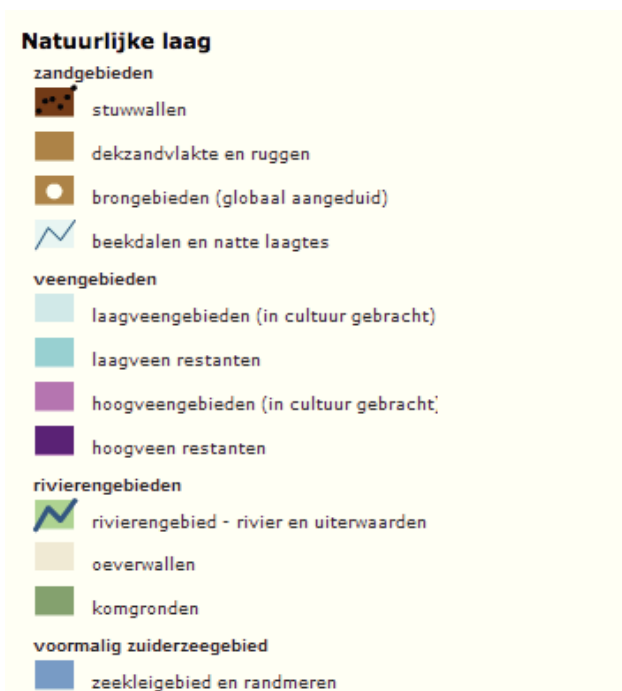 Natuurlijke laag
zandgebieden
stuwwallen
dekzandvlakte en ruggen
brongebieden (globaal aangeduid)
beekdalen en natte laagtes
veengebieden
laagveengebieden (in cultuur gebracht)
laagveen restanten
hoogveengebieden (in cultuur gebracht)
hoogveen restanten
rivierengebieden
rivierengebied - rivier en uiterwaarden
oeverwallen
komgronden
voormalig zuiderzeegebied
zeekleigebied en randmeren